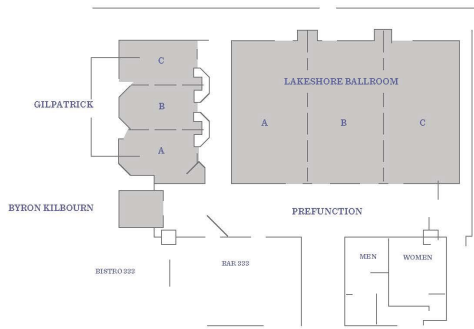 C
LAKESHORE BALLROOM
GILPATRICK
B
A
B
C
A
BYRON KILBOURN
PREFUNCTION
MEN
WOMEN
BISTRO 333
BAR 333